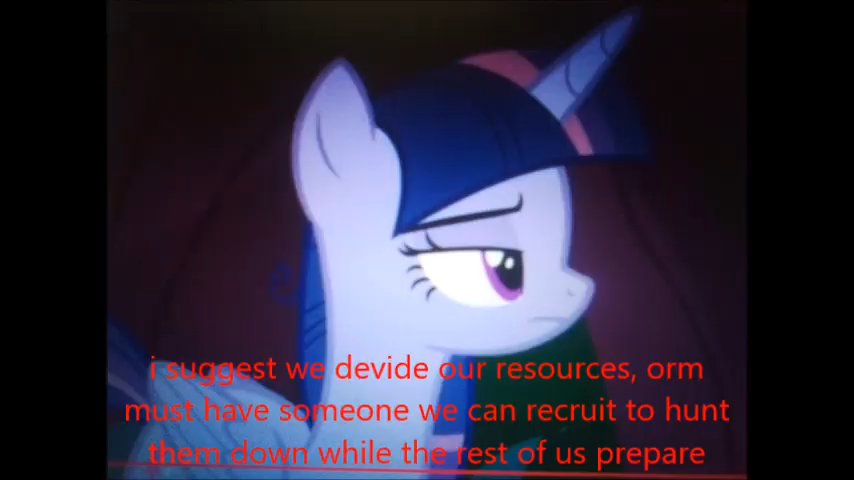 i suggest we devide our resources, orm
must have someone we can recruit to hunt
them down while the rest of us prepare